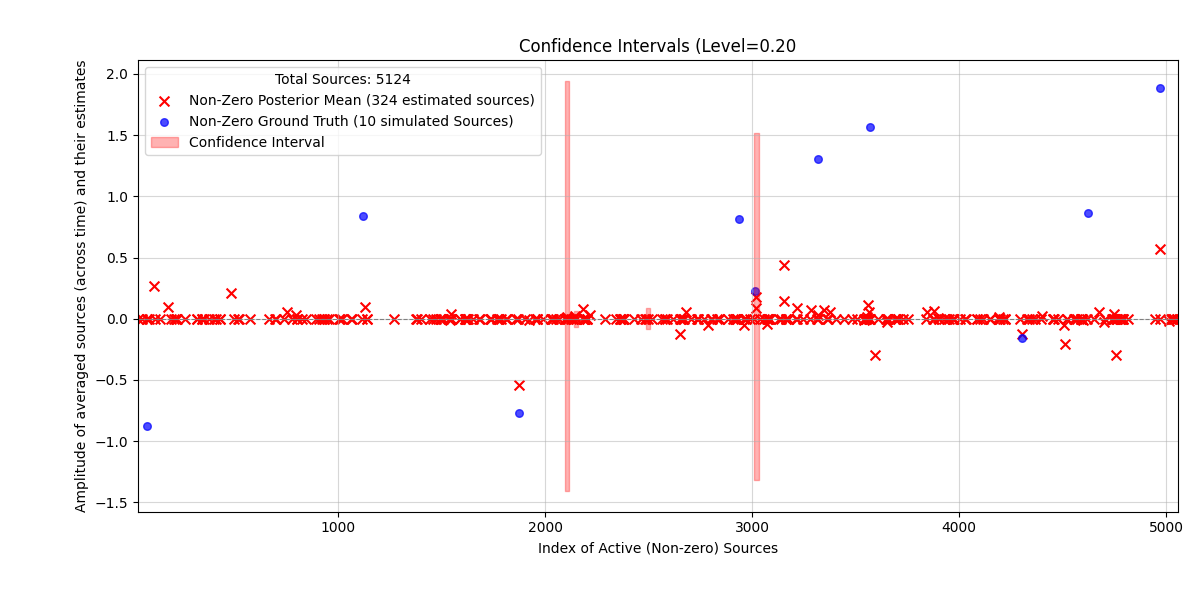 Confidence Intervals (Level=0.20
Total Sources: 5124
Non-Zero Posterior Mean (324 estimated sources)
Non-Zero Ground Truth (10 simulated Sources)
Confidence Interval
Amplitude of averaged sources (across time) and their estimates
2.0
1.5
1.0
0.5
0.0
−0.5
−1.0
−1.5
1000 2000 3000 4000 5000
Index of Active (Non-zero) Sources